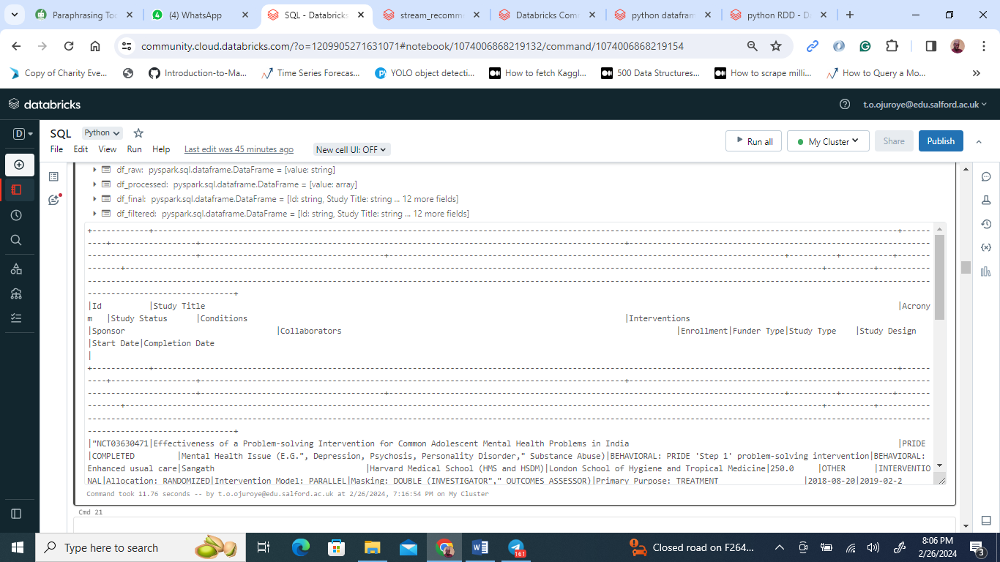 Paraphrasing Too
(4) WhatsApp
SQL - Databricks
stream_recomm
Databricks Com
python datafram
python RDD - Da
community.cloud.databricks.com/?o=1209905271631071#notebook/1074006868219132/command/1074006868219154
Copy of Charity Eve...
Introduction-to-Ma...
Time Series Forecas...
YOLO object detecti...
How to fetch Kaggl...
500 Data Structures...
How to scrape milli...
How to Query a Mo...
databricks
t.o.ojuroye@edu.salford.ac.uk
D
SQL Python
File Edit View Run Help Last edit was 45 minutes ago New cell UI: OFF
Run all My Cluster Share Publish
df_raw: pyspark.sql.dataframe.DataFrame = [value: string]
df_processed: pyspark.sql.dataframe.DataFrame = [value: array]
df_final: pyspark.sql.dataframe.DataFrame = [Id: string, Study Title: string ... 12 more fields]
df_filtered: pyspark.sql.dataframe.DataFrame = [Id: string, Study Title: string ... 12 more fields]
|Id |Study Title |Acrony
m |Study Status |Conditions |Interventions
|Sponsor |Collaborators |Enrollment|Funder Type|Study Type |Study Design
|Start Date|Completion Date
|
|"NCT03630471|Effectiveness of a Problem-solving Intervention for Common Adolescent Mental Health Problems in India |PRIDE
|COMPLETED |Mental Health Issue (E.G.", Depression, Psychosis, Personality Disorder," Substance Abuse)|BEHAVIORAL: PRIDE 'Step 1' problem-solving intervention|BEHAVIORAL:
Enhanced usual care|Sangath |Harvard Medical School (HMS and HSDM)|London School of Hygiene and Tropical Medicine|250.0 |OTHER |INTERVENTIO
NAL|Allocation: RANDOMIZED|Intervention Model: PARALLEL|Masking: DOUBLE (INVESTIGATOR"," OUTCOMES ASSESSOR)|Primary Purpose: TREATMENT |2018-08-20|2019-02-2
Command took 11.76 seconds -- by t.o.ojuroye@edu.salford.ac.uk at 2/26/2024, 7:16:54 PM on My Cluster
Cmd 21
Type here to search
161
Closed road on F264...
8:06 PM
2/26/2024
3